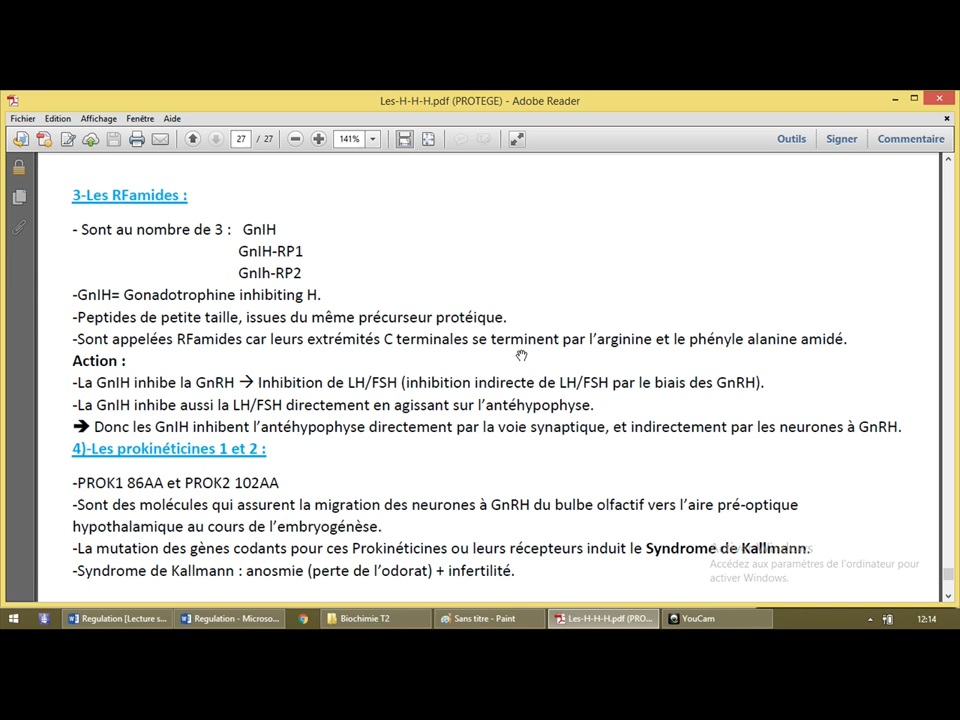 Les-H-H-H.pdf (PROTEGE) - Adobe Reader
Fichier Edition Affichage Fenêtre Aide
27 / 27 141% Outils Signer Commentaire
3-Les RFamides :
- Sont au nombre de 3 : GnIH
GnIH-RP1
GnIh-RP2
-GnIH= Gonadotrophine inhibiting H.
-Peptides de petite taille, issues du même précurseur protéique.
-Sont appelées RFamides car leurs extrémités C terminales se terminent par l’arginine et le phényle alanine amidé.
Action :
-La GnIH inhibe la GnRH → Inhibition de LH/FSH (inhibition indirecte de LH/FSH par le biais des GnRH).
-La GnIH inhibe aussi la LH/FSH directement en agissant sur l’antéhypophyse.
➔ Donc les GnIH inhibent l’antéhypophyse directement par la voie synaptique, et indirectement par les neurones à GnRH.
4)-Les prokinéticines 1 et 2 :
-PROK1 86AA et PROK2 102AA
-Sont des molécules qui assurent la migration des neurones à GnRH du bulbe olfactif vers l’aire pré-optique
hypothalamique au cours de l’embryogénèse.
-La mutation des gènes codants pour ces Prokinéticines ou leurs récepteurs induit le Syndrome de Kallmann.
Accédez aux paramètres de l'ordinateur pour
activer Windows.
-Syndrome de Kallmann : anosmie (perte de l’odorat) + infertilité.
Regulation [Lecture s... Regulation - Microso... Biochimie T2 Sans titre - Paint Les-H-H-H.pdf (PRO... YouCam 12:14